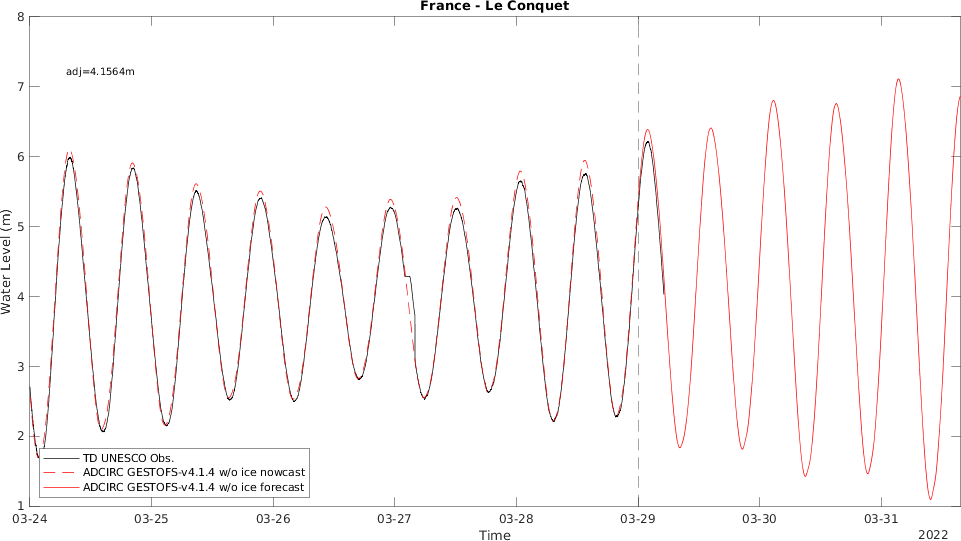 France - Le Conquet
8
7
6
5
4
3
2
1
Water Level (m)
adj=4.1564m
TD UNESCO Obs.
ADCIRC GESTOFS-v4.1.4 w/o ice nowcast
ADCIRC GESTOFS-v4.1.4 w/o ice forecast
03-24 03-25 03-26 03-27 03-28 03-29 03-30 03-31
Time
2022